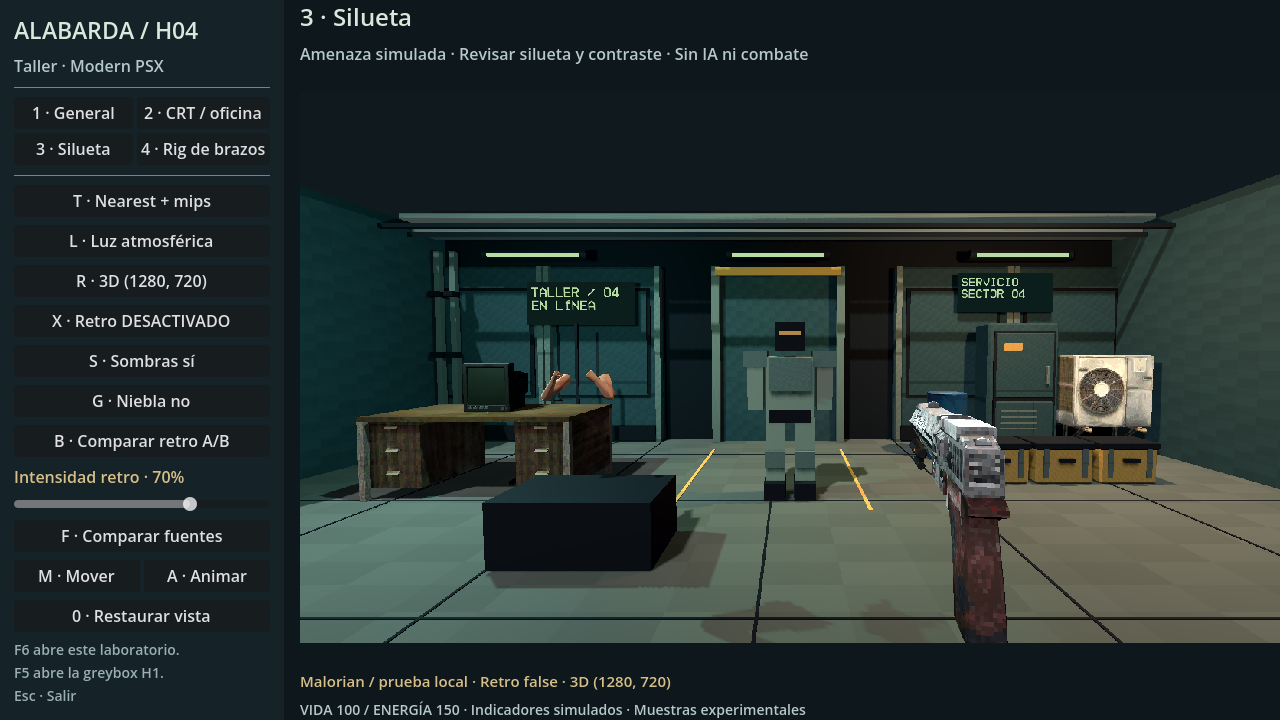 ALABARDA / H04
Taller · Modern PSX
1 · General
2 · CRT / oficina
3 · Silueta
4 · Rig de brazos
T · Nearest + mips
L · Luz atmosférica
R · 3D (1280, 720)
X · Retro DESACTIVADO
S · Sombras sí
G · Niebla no
B · Comparar retro A/B
Intensidad retro · 70%
F · Comparar fuentes
M · Mover
A · Animar
0 · Restaurar vista
F6 abre este laboratorio.
F5 abre la greybox H1.
Esc · Salir
3 · Silueta
Amenaza simulada · Revisar silueta y contraste · Sin IA ni combate
TALLER / 04
EN LÍNEA
SERVICIO
SECTOR 04
Malorian / prueba local · Retro false · 3D (1280, 720)
VIDA 100 / ENERGÍA 150 · Indicadores simulados · Muestras experimentales